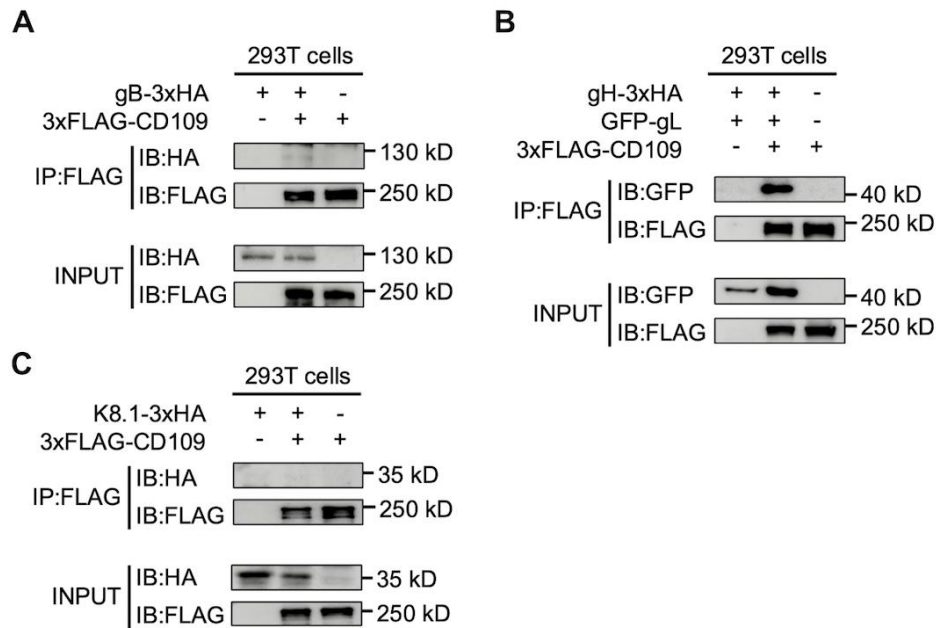 A
293T cells
gB-3xHA + + -
3xFLAG-CD109 - + +
IP:FLAG
IB:HA
130 kD
IB:FLAG
250 kD
INPUT
IB:HA
130 kD
IB:FLAG
250 kD
B
293T cells
gH-3xHA + + -
GFP-gL + + -
3xFLAG-CD109 - + +
IP:FLAG
IB:GFP
40 kD
IB:FLAG
250 kD
INPUT
IB:GFP
40 kD
IB:FLAG
250 kD
C
293T cells
K8.1-3xHA + + -
3xFLAG-CD109 - + +
IP:FLAG
IB:HA
35 kD
IB:FLAG
250 kD
INPUT
IB:HA
35 kD
IB:FLAG
250 kD